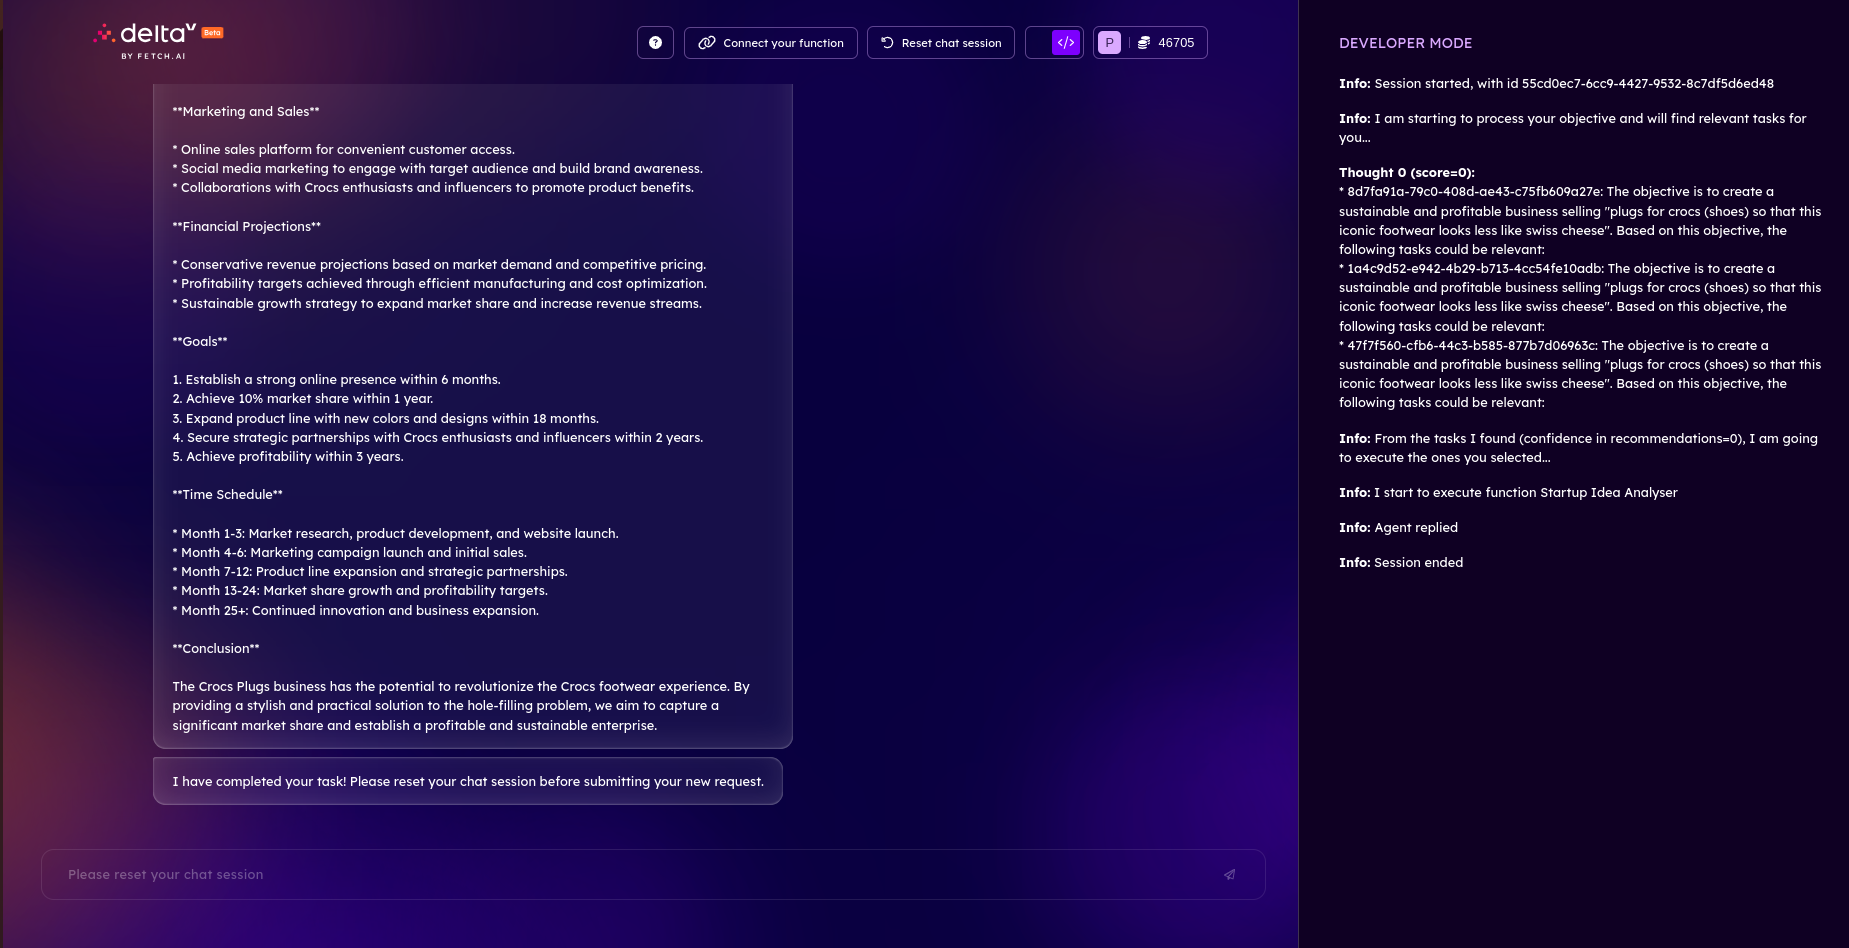 deltaV Beta
BY FETCH.AI
Connect your function
Reset chat session
</>
P
46705
**Marketing and Sales**
* Online sales platform for convenient customer access.
* Social media marketing to engage with target audience and build brand awareness.
* Collaborations with Crocs enthusiasts and influencers to promote product benefits.
**Financial Projections**
* Conservative revenue projections based on market demand and competitive pricing.
* Profitability targets achieved through efficient manufacturing and cost optimization.
* Sustainable growth strategy to expand market share and increase revenue streams.
**Goals**
1. Establish a strong online presence within 6 months.
2. Achieve 10% market share within 1 year.
3. Expand product line with new colors and designs within 18 months.
4. Secure strategic partnerships with Crocs enthusiasts and influencers within 2 years.
5. Achieve profitability within 3 years.
**Time Schedule**
* Month 1-3: Market research, product development, and website launch.
* Month 4-6: Marketing campaign launch and initial sales.
* Month 7-12: Product line expansion and strategic partnerships.
* Month 13-24: Market share growth and profitability targets.
* Month 25+: Continued innovation and business expansion.
**Conclusion**
The Crocs Plugs business has the potential to revolutionize the Crocs footwear experience. By
providing a stylish and practical solution to the hole-filling problem, we aim to capture a
significant market share and establish a profitable and sustainable enterprise.
I have completed your task! Please reset your chat session before submitting your new request.
Please reset your chat session
DEVELOPER MODE
Info: Session started, with id 55cd0ec7-6cc9-4427-9532-8c7df5d6ed48
Info: I am starting to process your objective and will find relevant tasks for
you...
Thought 0 (score=0):
* 8d7fa91a-79c0-408d-ae43-c75fb609a27e: The objective is to create a
sustainable and profitable business selling "plugs for crocs (shoes) so that this
iconic footwear looks less like swiss cheese". Based on this objective, the
following tasks could be relevant:
* 1a4c9d52-e942-4b29-b713-4cc54fe10adb: The objective is to create a
sustainable and profitable business selling "plugs for crocs (shoes) so that this
iconic footwear looks less like swiss cheese". Based on this objective, the
following tasks could be relevant:
* 47f7f560-cfb6-44c3-b585-877b7d06963c: The objective is to create a
sustainable and profitable business selling "plugs for crocs (shoes) so that this
iconic footwear looks less like swiss cheese". Based on this objective, the
following tasks could be relevant:
Info: From the tasks I found (confidence in recommendations=0), I am going
to execute the ones you selected...
Info: I start to execute function Startup Idea Analyser
Info: Agent replied
Info: Session ended